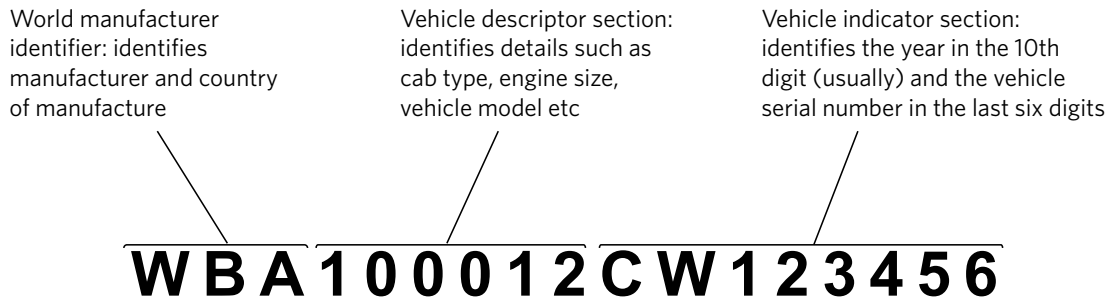 World manufacturer
identifier: identifies
manufacturer and country
of manufacture
Vehicle descriptor section:
identifies details such as
cab type, engine size,
vehicle model etc
Vehicle indicator section:
identifies the year in the 10th
digit (usually) and the vehicle
serial number in the last six digits
WBA100012CW123456